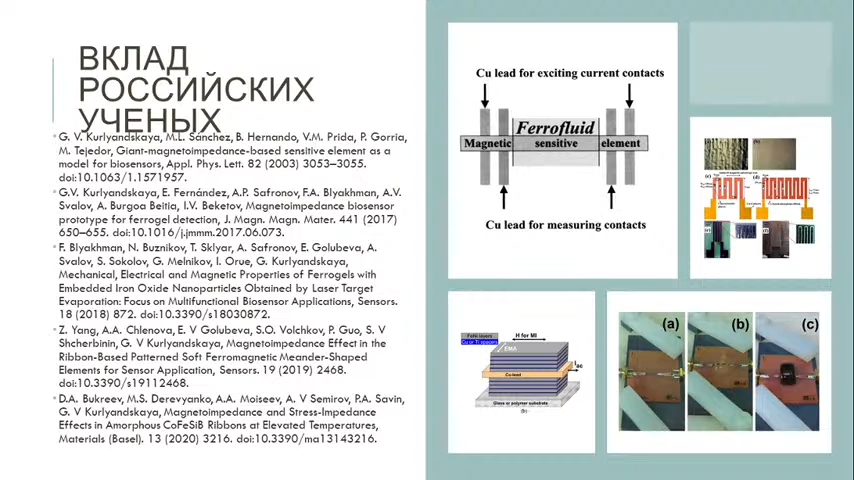 ВКЛАД
РОССИЙСКИХ
УЧЕНЫХ
G. V. Kurlyandskaya, M.L. Sánchez, B. Hernando, V.M. Prida, P. Gorria,
M. Tejedor, Giant-magnetoimpedance-based sensitive element as a
model for biosensors, Appl. Phys. Lett. 82 (2003) 3053–3055.
doi:10.1063/1.1571957.
G.V. Kurlyandskaya, E. Fernández, A.P. Safronov, F.A. Blyakhman, A.V.
Svalov, A. Burgoa Beitia, I.V. Beketov, Magnetoimpedance biosensor
prototype for ferrogel detection, J. Magn. Magn. Mater. 441 (2017)
650–655. doi:10.1016/j.jmmm.2017.06.073.
F. Blyakhman, N. Buznikov, T. Sklyar, A. Safronov, E. Golubeva, A.
Svalov, S. Sokolov, G. Melnikov, I. Orue, G. Kurlyandskaya,
Mechanical, Electrical and Magnetic Properties of Ferrogels with
Embedded Iron Oxide Nanoparticles Obtained by Laser Target
Evaporation: Focus on Multifunctional Biosensor Applications, Sensors.
18 (2018) 872. doi:10.3390/s18030872.
Z. Yang, A.A. Chlenova, E. V Golubeva, S.O. Volchkov, P. Guo, S. V
Shcherbinin, G. V Kurlyandskaya, Magnetoimpedance Effect in the
Ribbon-Based Patterned Soft Ferromagnetic Meander-Shaped
Elements for Sensor Application, Sensors. 19 (2019) 2468.
doi:10.3390/s19112468.
D.A. Bukreev, M.S. Derevyanko, A.A. Moiseev, A. V Semirov, P.A. Savin,
G. V Kurlyandskaya, Magnetoimpedance and Stress-Impedance
Effects in Amorphous CoFeSiB Ribbons at Elevated Temperatures,
Materials (Basel). 13 (2020) 3216. doi:10.3390/ma13143216.
Cu lead for exciting current contacts
Ferrofluid
Magnetic sensitive element
Cu lead for measuring contacts
FeNi layers
Cu or Ti spacers
H for MI
EMA
Iac
Cu-lead
Glass or polymer substrate
(b)
(a) (b) (c)